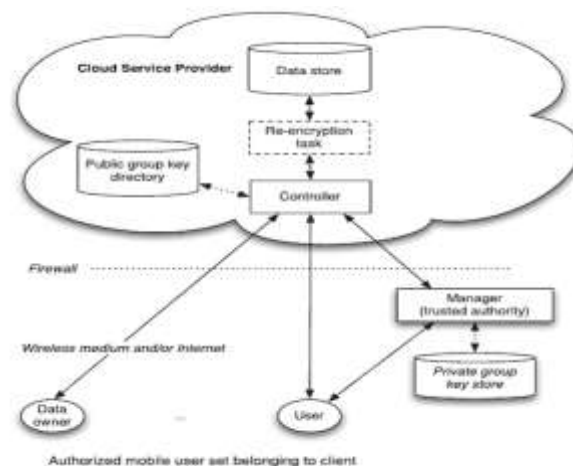 Cloud Service Provider
Data store
Re-encryption
task
Public group key
directory
Controller
Firewall
Manager
(trusted authority)
Wireless medium and/or Internet
Private group
key store
Data
owner
...
User
Authorized mobile user set belonging to client